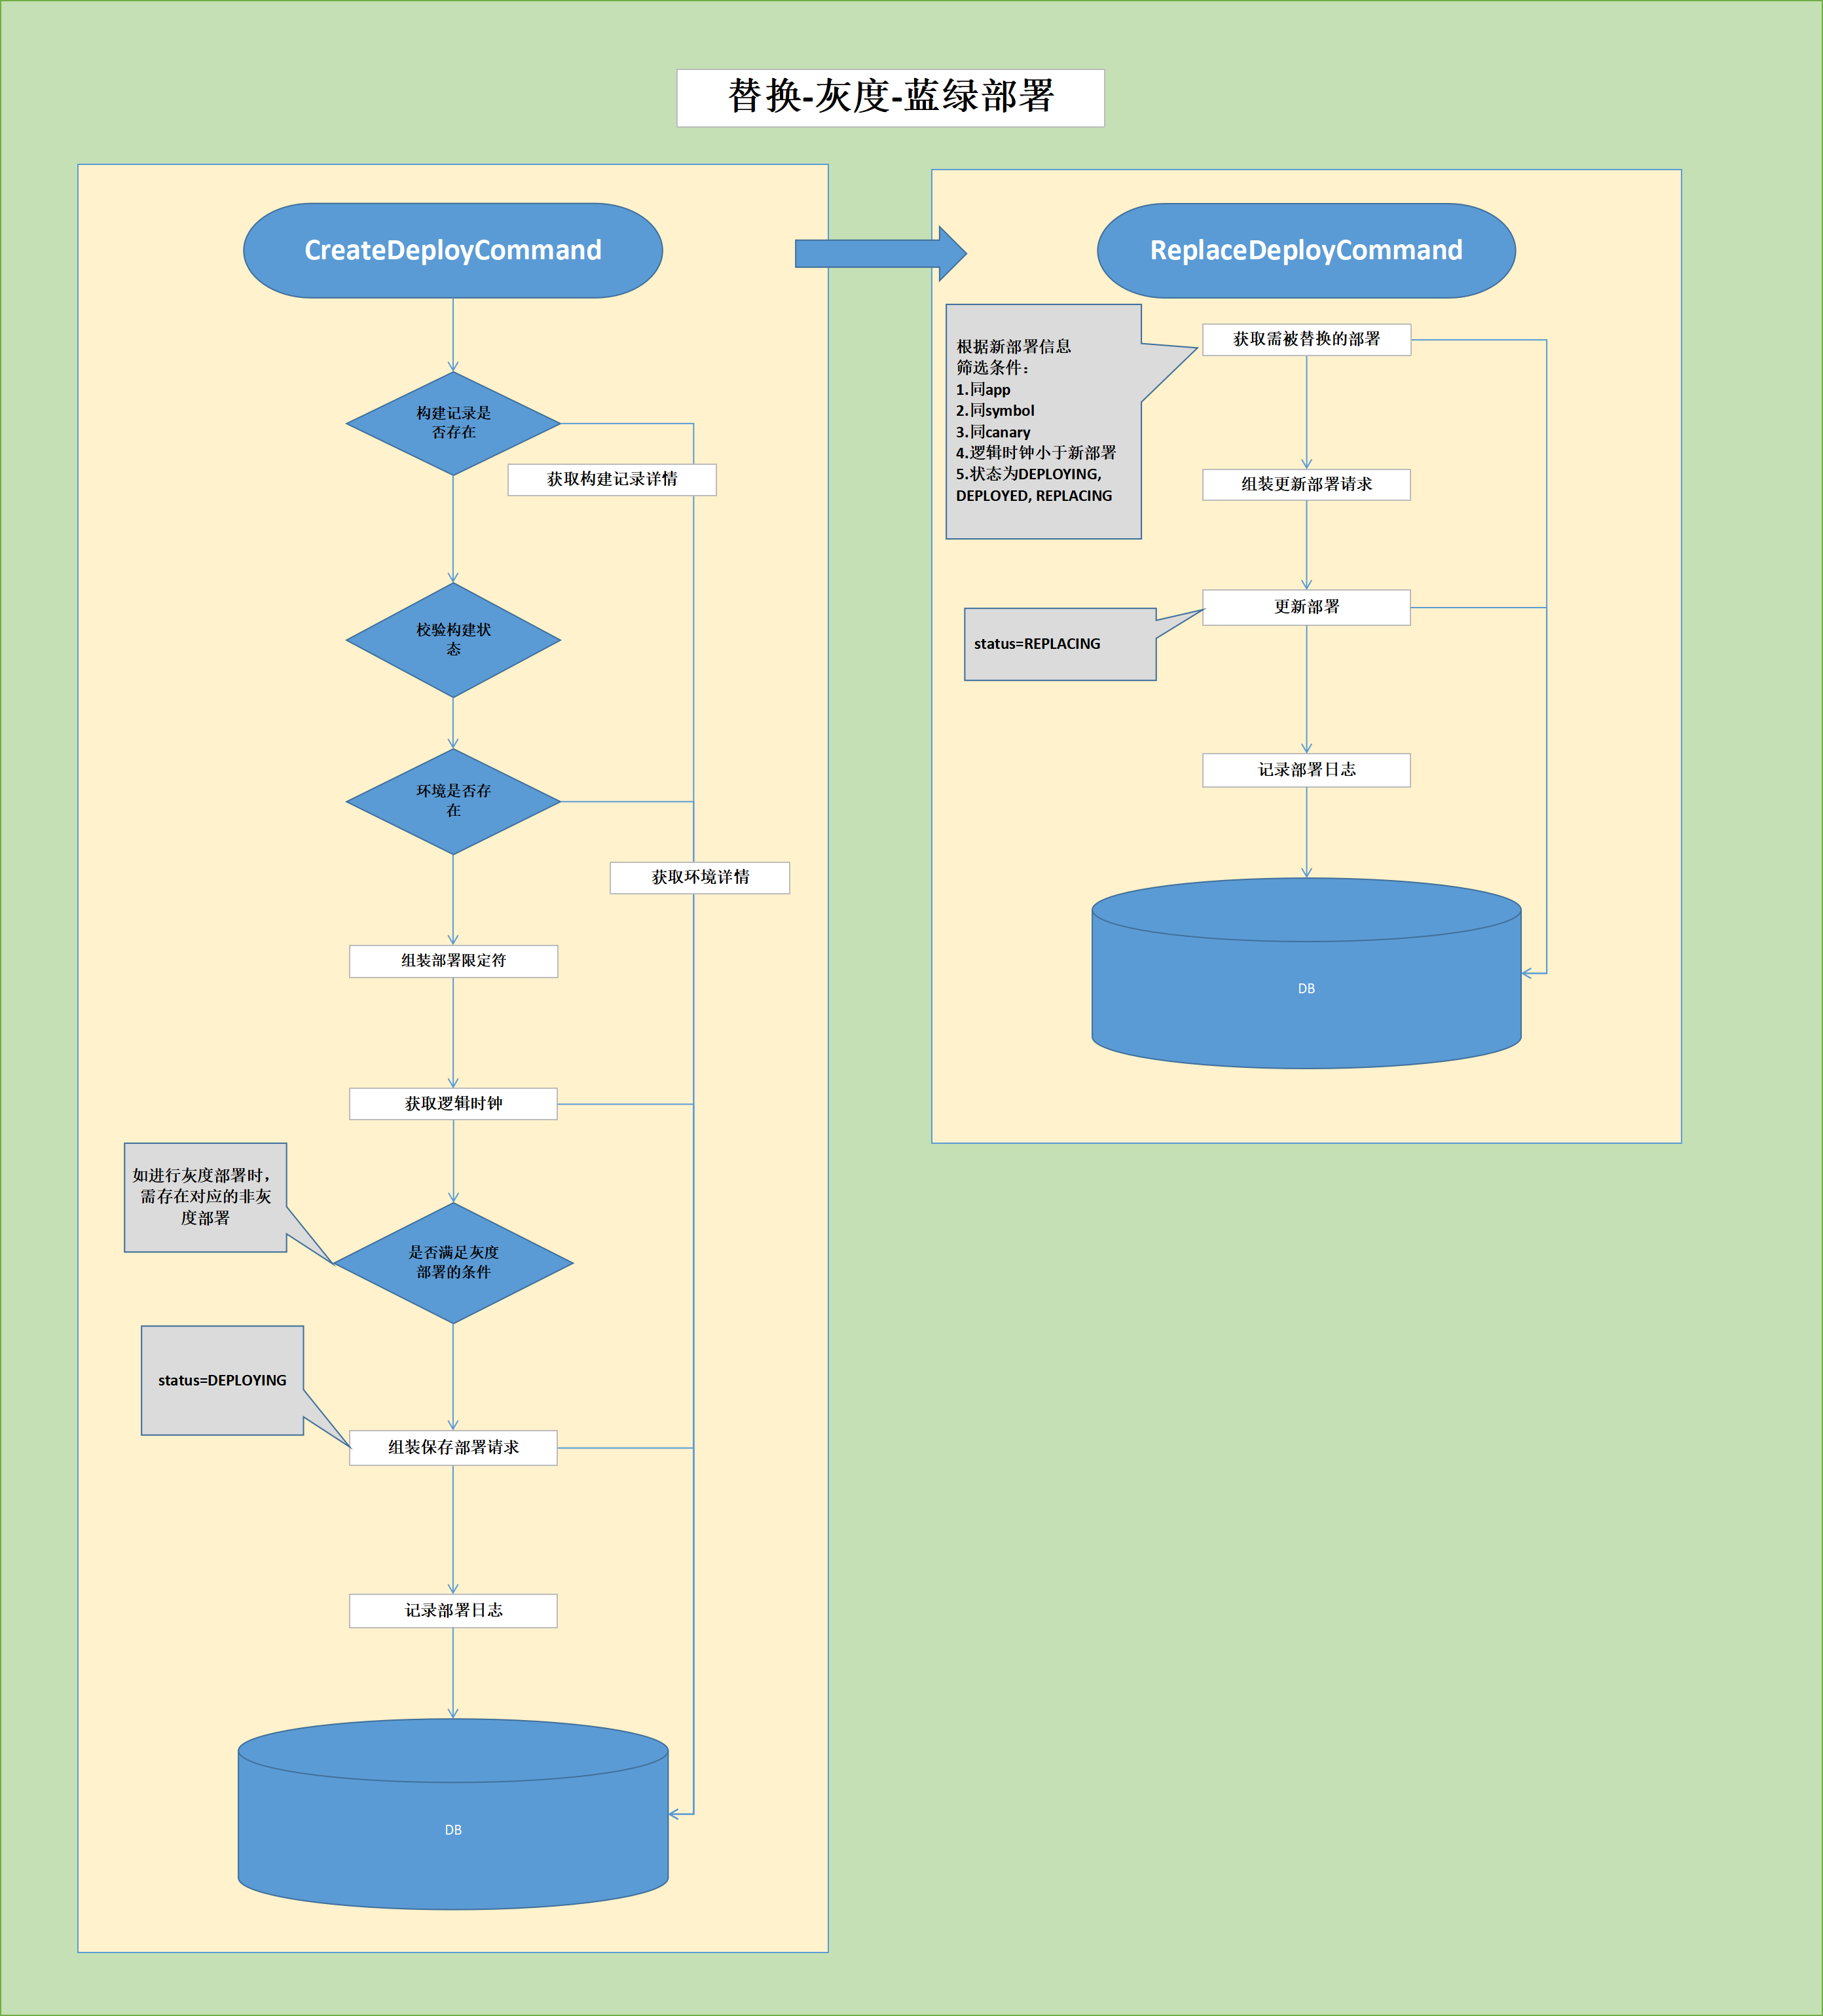 替换-灰度-蓝绿部署
CreateDeployCommand
构建记录是
否存在
获取构建记录详情
校验构建状
态
环境是否存
在
获取环境详情
组装部署限定符
获取逻辑时钟
如进行灰度部署时，
需存在对应的非灰
度部署
是否满足灰度
部署的条件
status=DEPLOYING
组装保存部署请求
记录部署日志
DB
ReplaceDeployCommand
获取需被替换的部署
根据新部署信息
筛选条件：
1.同app
2.同symbol
3.同canary
4.逻辑时钟小于新部署
5.状态为DEPLOYING,
DEPLOYED, REPLACING
组装更新部署请求
更新部署
status=REPLACING
记录部署日志
DB